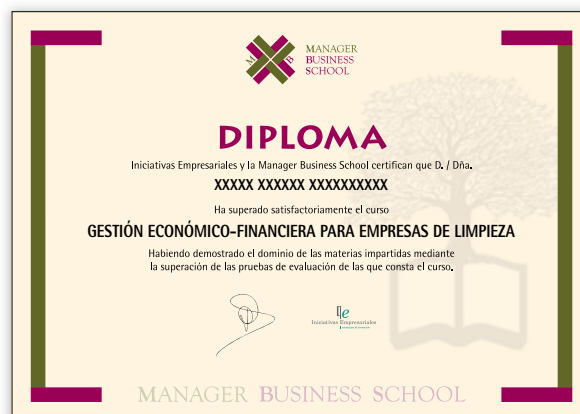 M B
MANAGER
BUSINESS
SCHOOL
DIPLOMA
Iniciativas Empresariales y la Manager Business School certifican que D. / Dña.
XXXXX XXXXXX XXXXXXXXXX
Ha superado satisfactoriamente el curso
GESTIÓN ECONÓMICO-FINANCIERA PARA EMPRESAS DE LIMPIEZA
Habiendo demostrado el dominio de las materias impartidas mediante
la superación de las pruebas de evaluación de las que consta el curso.
Iniciativas Empresariales
MANAGER BUSINESS SCHOOL